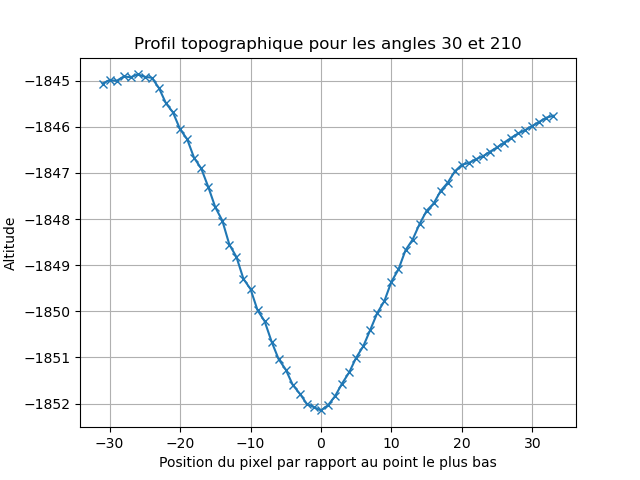 Profil topographique pour les angles 30 et 210
Altitude
−1845
−1846
−1847
−1848
−1849
−1850
−1851
−1852
−30 −20 −10 0 10 20 30
Position du pixel par rapport au point le plus bas